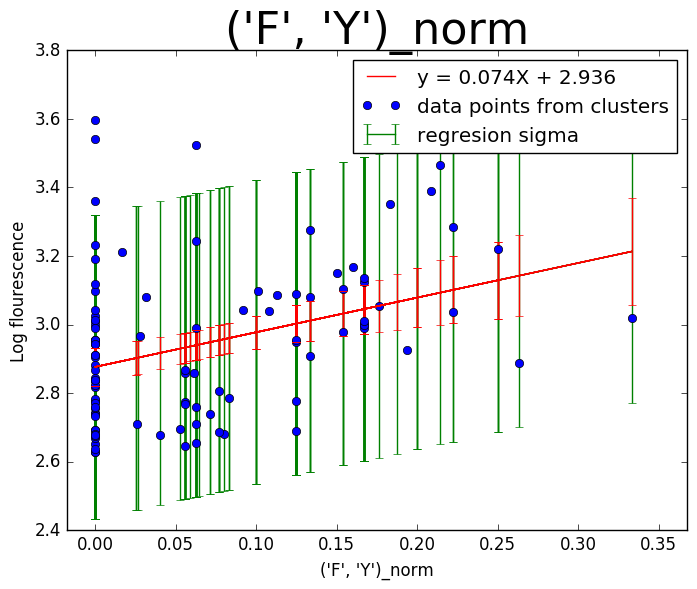 ('F', 'Y')_norm
y = 0.074X + 2.936
data points from clusters
regresion sigma
3.8
3.6
3.4
3.2
3.0
2.8
2.6
2.4
Log flourescence
0.00 0.05 0.10 0.15 0.20 0.25 0.30 0.35
('F', 'Y')_norm